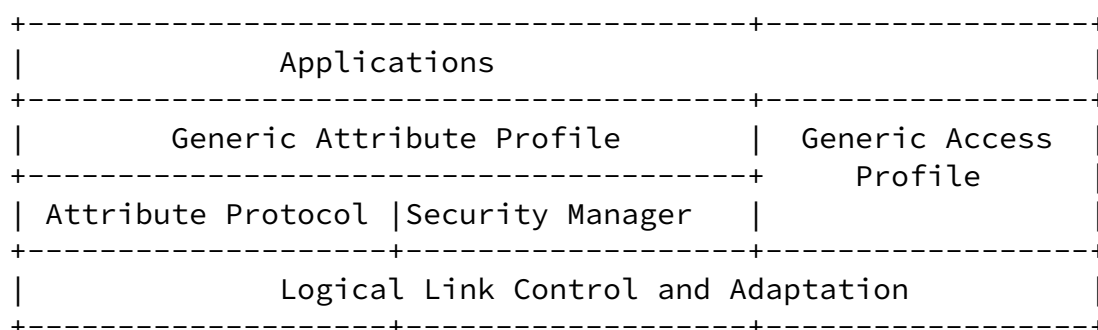 Applications
Generic Attribute Profile Generic Access
Profile
Attribute Protocol Security Manager
Logical Link Control and Adaptation